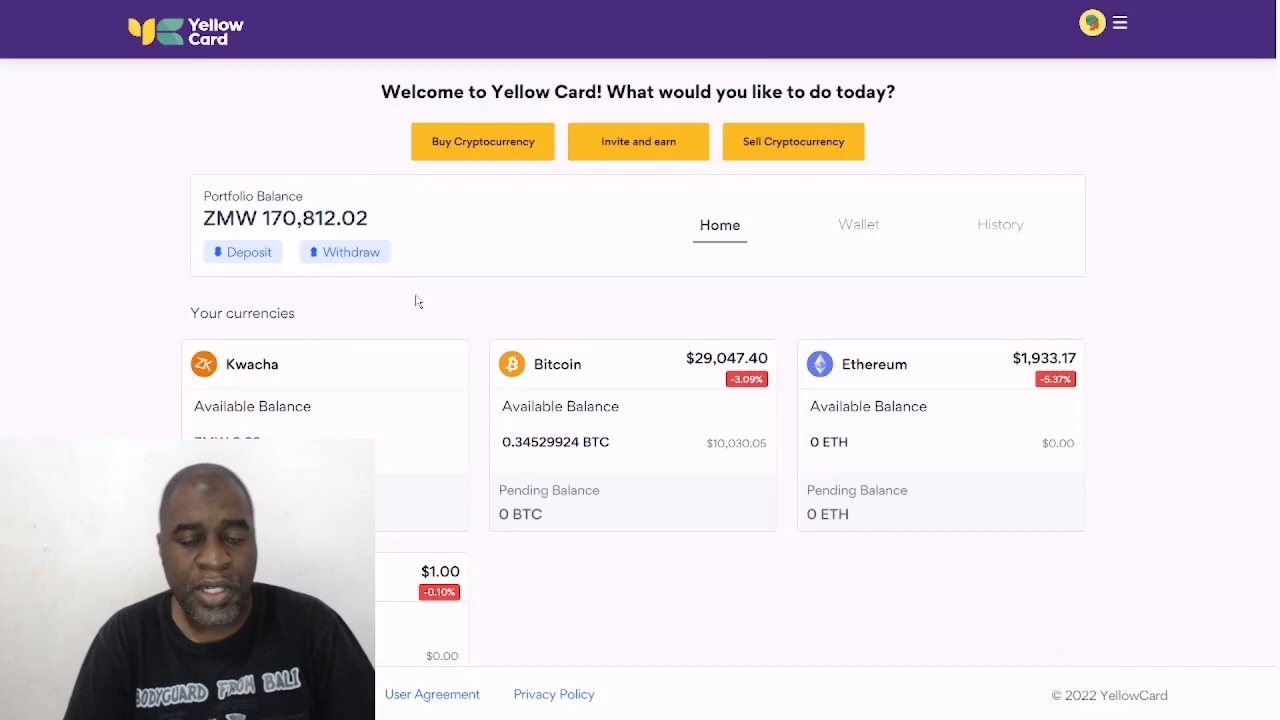 Yellow
Card
Welcome to Yellow Card! What would you like to do today?
Buy Cryptocurrency
Invite and earn
Sell Cryptocurrency
Portfolio Balance
ZMW 170,812.02
Home
Wallet
History
Deposit
Withdraw
Your currencies
ZK Kwacha
Available Balance
Bitcoin
$29,047.40
-3.09%
Available Balance
0.34529924 BTC
$10,030.05
Pending Balance
0 BTC
Ethereum
$1,933.17
-5.37%
Available Balance
0 ETH
$0.00
Pending Balance
0 ETH
$1.00
-0.10%
$0.00
BODYGUARD FROM BALI
User Agreement
Privacy Policy
© 2022 YellowCard